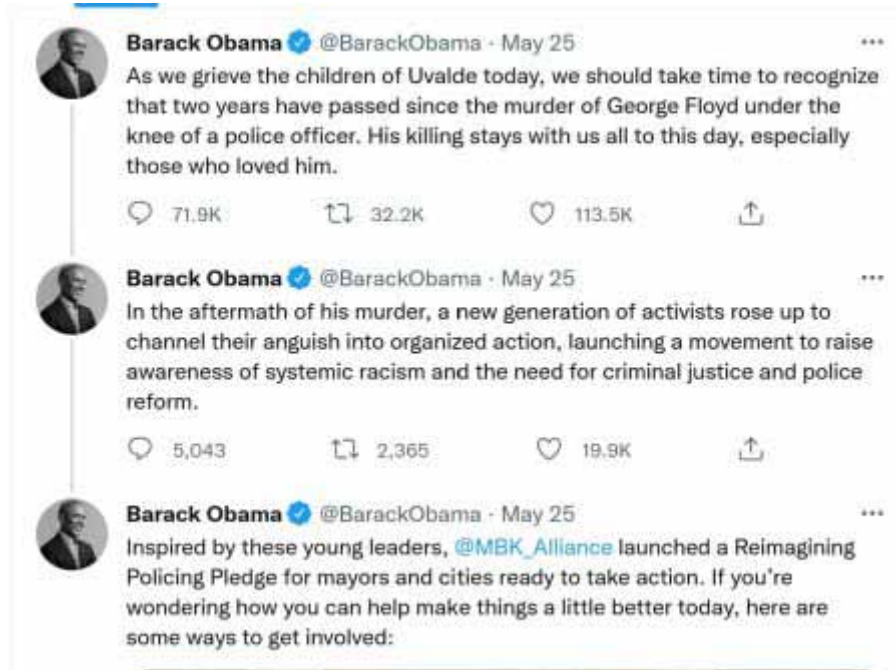 Barack Obama @BarackObama · May 25
As we grieve the children of Uvalde today, we should take time to recognize
that two years have passed since the murder of George Floyd under the
knee of a police officer. His killing stays with us all to this day, especially
those who loved him.
71.9K 32.2K 113.5K
Barack Obama @BarackObama · May 25
In the aftermath of his murder, a new generation of activists rose up to
channel their anguish into organized action, launching a movement to raise
awareness of systemic racism and the need for criminal justice and police
reform.
5,043 2,365 19.9K
Barack Obama @BarackObama · May 25
Inspired by these young leaders, @MBK_Alliance launched a Reimagining
Policing Pledge for mayors and cities ready to take action. If you're
wondering how you can help make things a little better today, here are
some ways to get involved: